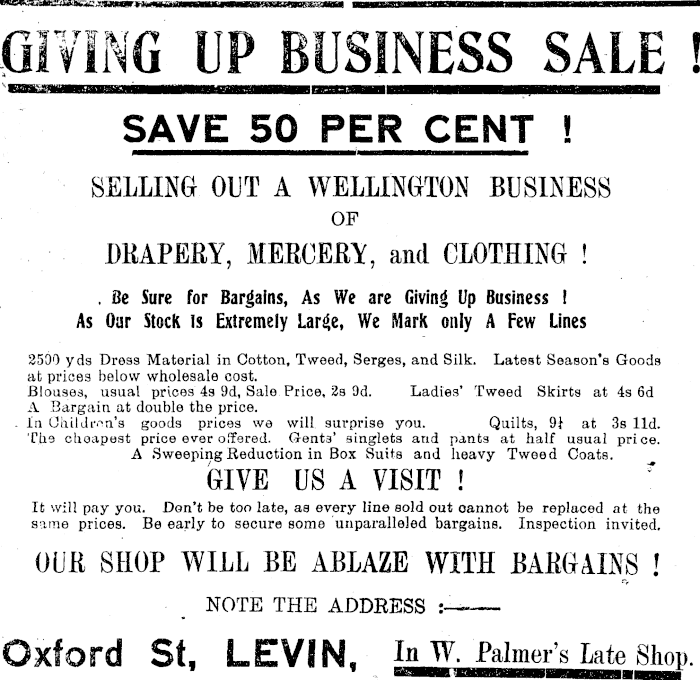 GIVING UP BUSINESS SALE !
SAVE 50 PER CENT !
SELLING OUT A WELLINGTON BUSINESS
OF
DRAPERY, MERCERY, and CLOTHING !
Be Sure for Bargains, As We are Giving Up Business !
As Our Stock is Extremely Large, We Mark only A Few Lines
2500 yds Dress Material in Cotton, Tweed, Serges, and Silk. Latest Season's Goods
at prices below wholesale cost.
Blouses, usual prices 4s 9d, Sale Price, 2s 9d. Ladies' Tweed Skirts at 4s 6d
A Bargain at double the price.
In Children's goods prices we will surprise you. Quilts, at 3s 11d.
The cheapest price ever offered. Gents' singlets and pants at half usual price.
A Sweeping Reduction in Box Suits and heavy Tweed Coats.
GIVE US A VISIT !
It will pay you. Don't be too late, as every line sold out cannot be replaced at the
same prices. Be early to secure some unparalleled bargains. Inspection invited.
OUR SHOP WILL BE ABLAZE WITH BARGAINS !
NOTE THE ADDRESS :—
Oxford St, LEVIN, In W. Palmer's Late Shop.